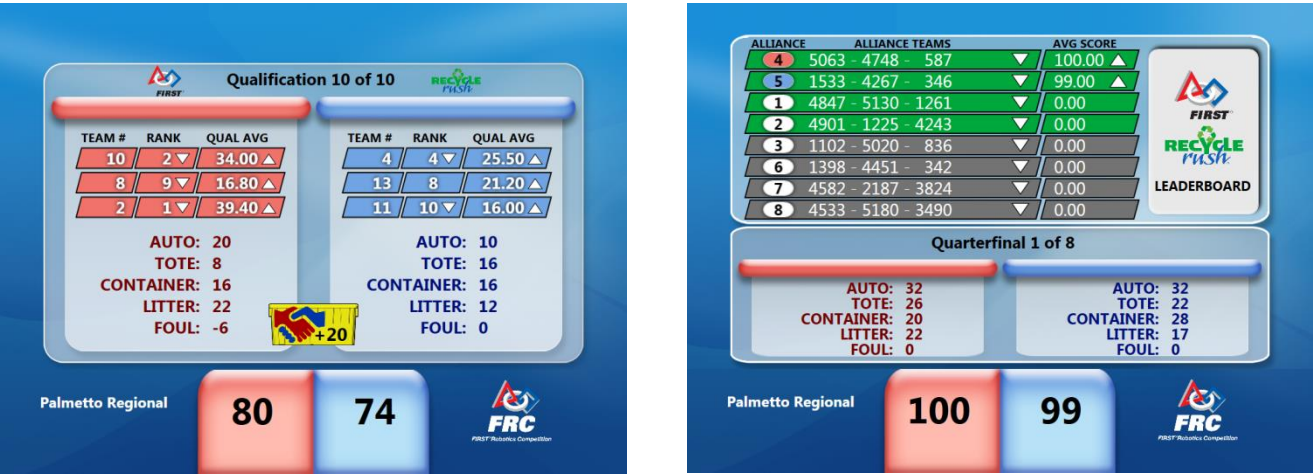 FIRST
Qualification 10 of 10
RECYCLE rush
TEAM # RANK QUAL AVG
10 2 34.00
8 9 16.80
2 1 39.40
AUTO: 20
TOTE: 8
CONTAINER: 16
LITTER: 22
FOUL: -6
TEAM # RANK QUAL AVG
4 4 25.50
13 8 21.20
11 10 16.00
AUTO: 10
TOTE: 16
CONTAINER: 16
LITTER: 12
FOUL: 0
+20
Palmetto Regional
80
74
FRC
FIRST Robotics Competition
ALLIANCE ALLIANCE TEAMS AVG SCORE
4 5063 - 4748 - 587 100.00
5 1533 - 4267 - 346 99.00
1 4847 - 5130 - 1261 0.00
2 4901 - 1225 - 4243 0.00
3 1102 - 5020 - 836 0.00
6 1398 - 4451 - 342 0.00
7 4582 - 2187 - 3824 0.00
8 4533 - 5180 - 3490 0.00
FIRST
RECYCLE
rush
LEADERBOARD
Quarterfinal 1 of 8
AUTO: 32
TOTE: 26
CONTAINER: 20
LITTER: 22
FOUL: 0
AUTO: 32
TOTE: 22
CONTAINER: 28
LITTER: 17
FOUL: 0
Palmetto Regional
100
99
FRC
FIRST Robotics Competition